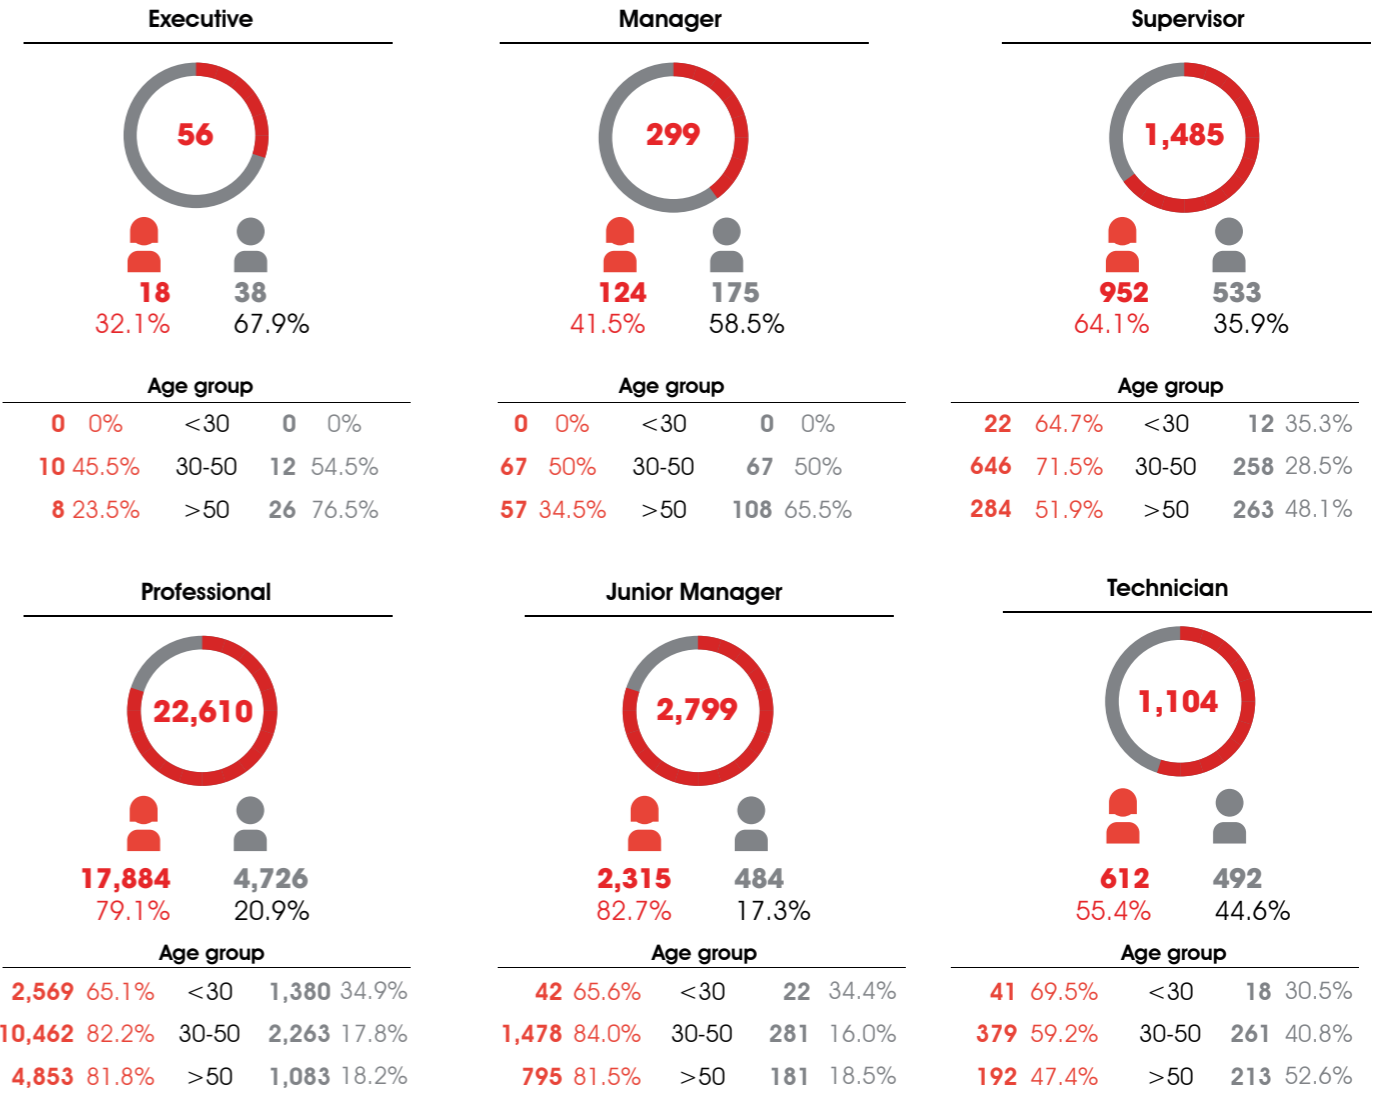 Executive
56
18 38
32.1% 67.9%
Age group
0 0% <30 0 0%
10 45.5% 30-50 12 54.5%
8 23.5% >50 26 76.5%
Manager
299
124 175
41.5% 58.5%
Age group
0 0% <30 0 0%
67 50% 30-50 67 50%
57 34.5% >50 108 65.5%
Supervisor
1,485
952 533
64.1% 35.9%
Age group
22 64.7% <30 12 35.3%
646 71.5% 30-50 258 28.5%
284 51.9% >50 263 48.1%
Professional
22,610
17,884 4,726
79.1% 20.9%
Age group
2,569 65.1% <30 1,380 34.9%
10,462 82.2% 30-50 2,263 17.8%
4,853 81.8% >50 1,083 18.2%
Junior Manager
2,799
2,315 484
82.7% 17.3%
Age group
42 65.6% <30 22 34.4%
1,478 84.0% 30-50 281 16.0%
795 81.5% >50 181 18.5%
Technician
1,104
612 492
55.4% 44.6%
Age group
41 69.5% <30 18 30.5%
379 59.2% 30-50 261 40.8%
192 47.4% >50 213 52.6%